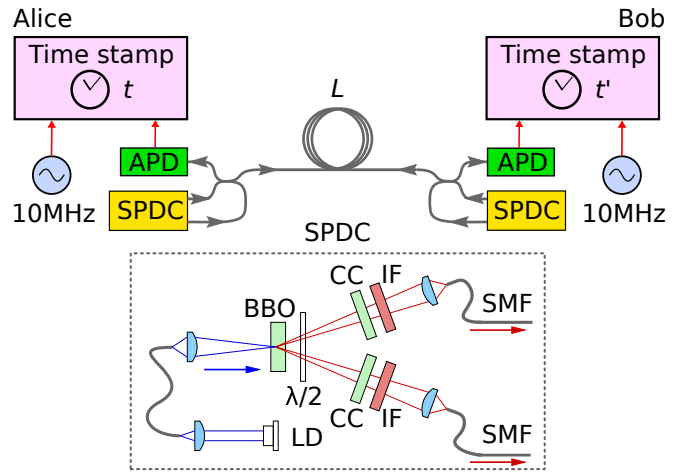 Alice
Bob
Time stamp
t
Time stamp
t'
L
APD
APD
10MHz
SPDC
SPDC
10MHz
SPDC
CC
IF
SMF
BBO
λ/2
CC
IF
LD
SMF